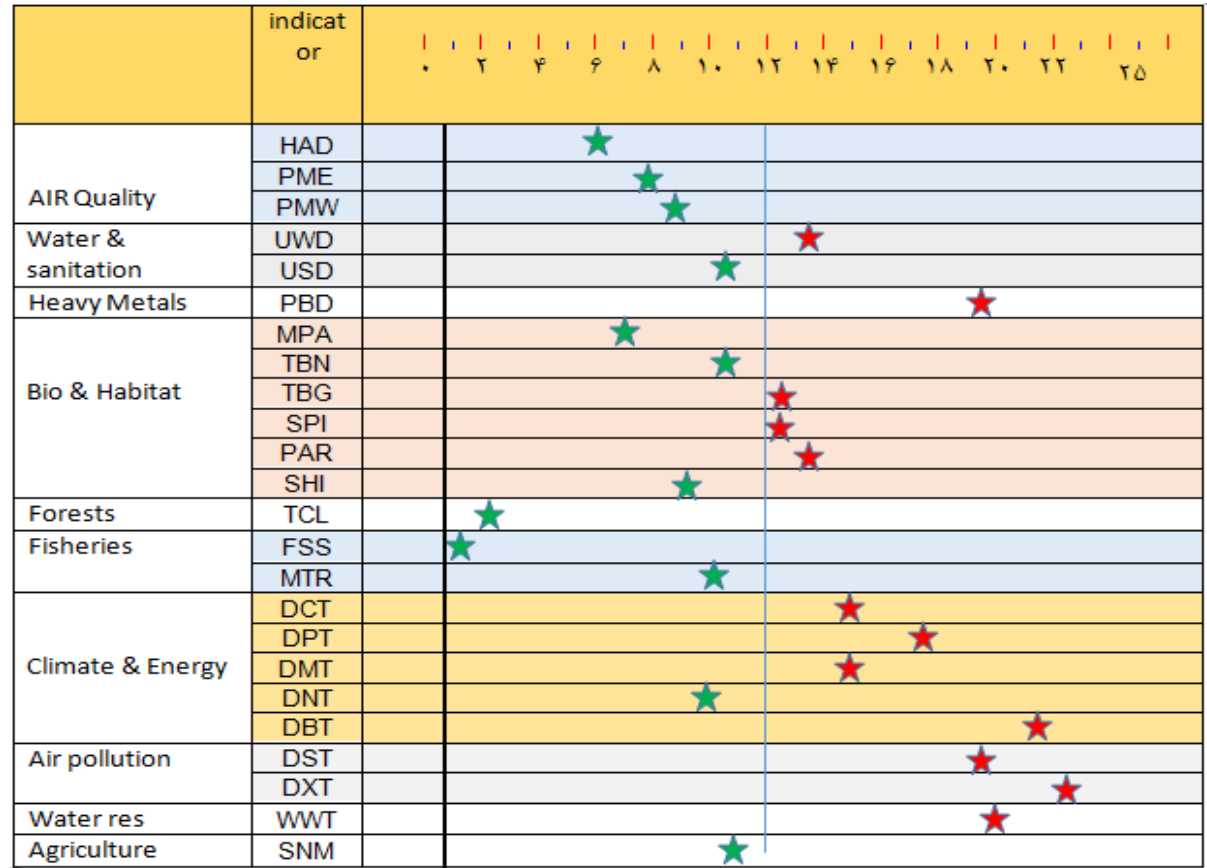 indicat
or
۰ ۲ ۴ ۶ ۸ ۱۰ ۱۲ ۱۴ ۱۶ ۱۸ ۲۰ ۲۲ ۲۵
HAD
PME
AIR Quality
PMW
Water &
UWD
sanitation
USD
Heavy Metals PBD
MPA
TBN
Bio & Habitat TBG
SPI
PAR
SHI
Forests TCL
Fisheries FSS
MTR
DCT
DPT
Climate & Energy DMT
DNT
DBT
Air pollution DST
DXT
Water res WWT
Agriculture SNM